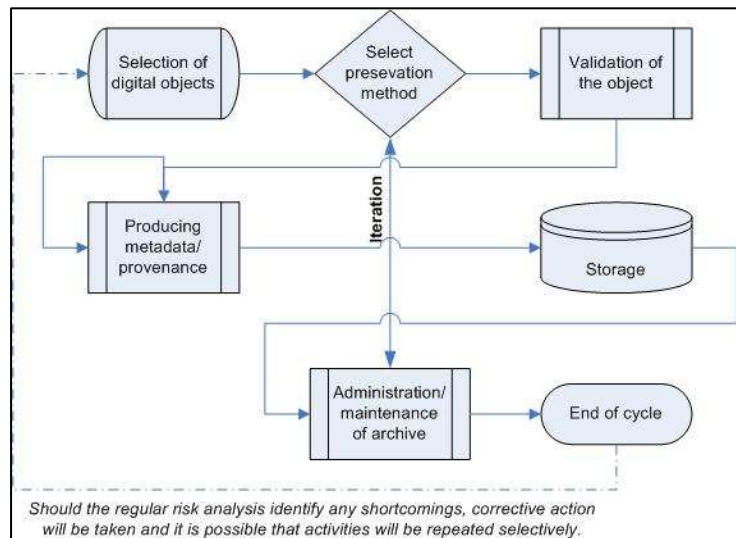 Selection of
digital objects
Select
presevation
method
Validation of
the object
Producing
metadata/
provenance
Iteration
Storage
Administration/
maintenance
of archive
End of cycle
Should the regular risk analysis identify any shortcomings, corrective action
will be taken and it is possible that activities will be repeated selectively.